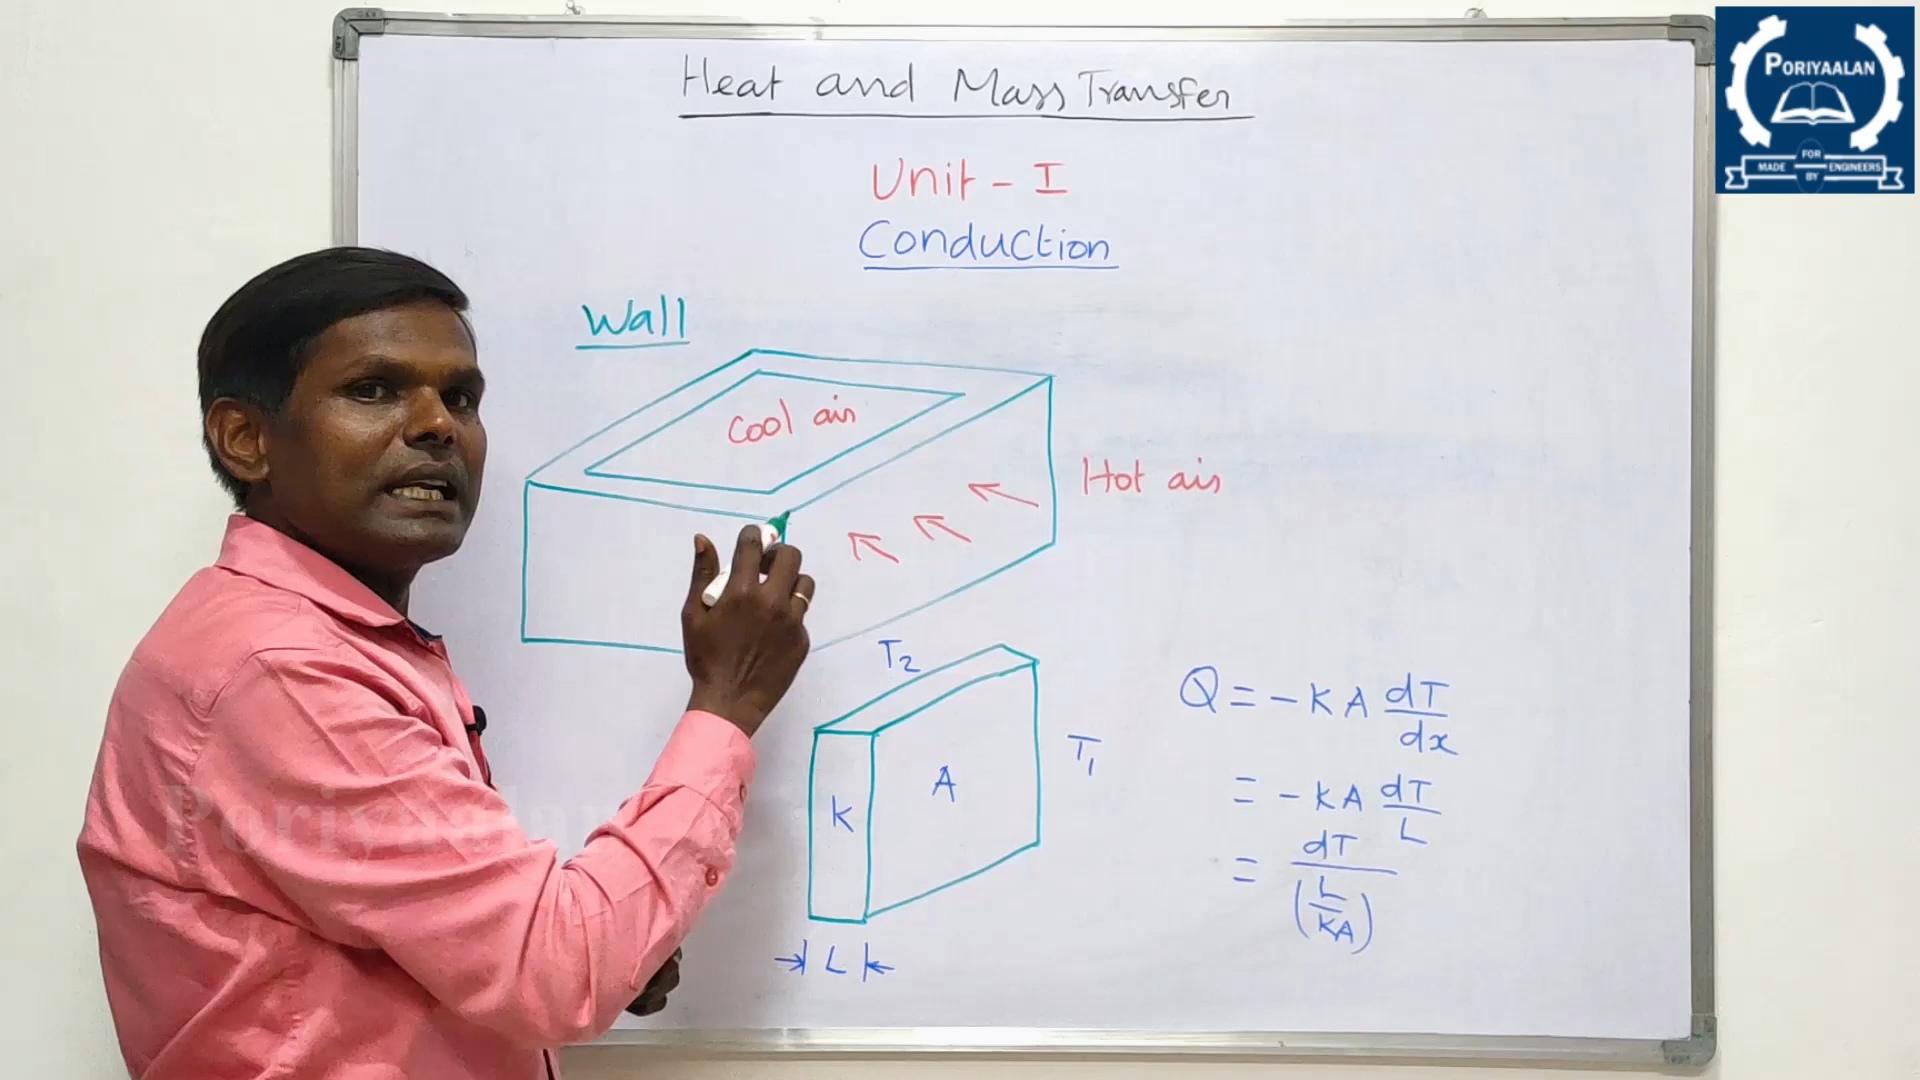 Heat and Mass Transfer
PORIYAALAN
MADE FOR BY ENGINEERS
Unit - I
Conduction
Wall
Cool air
Hot air
T2
T1
K
A
L
Q = - K A dT/dx
= - K A dT/L
= dT/(L/KA)
Poriyaalan